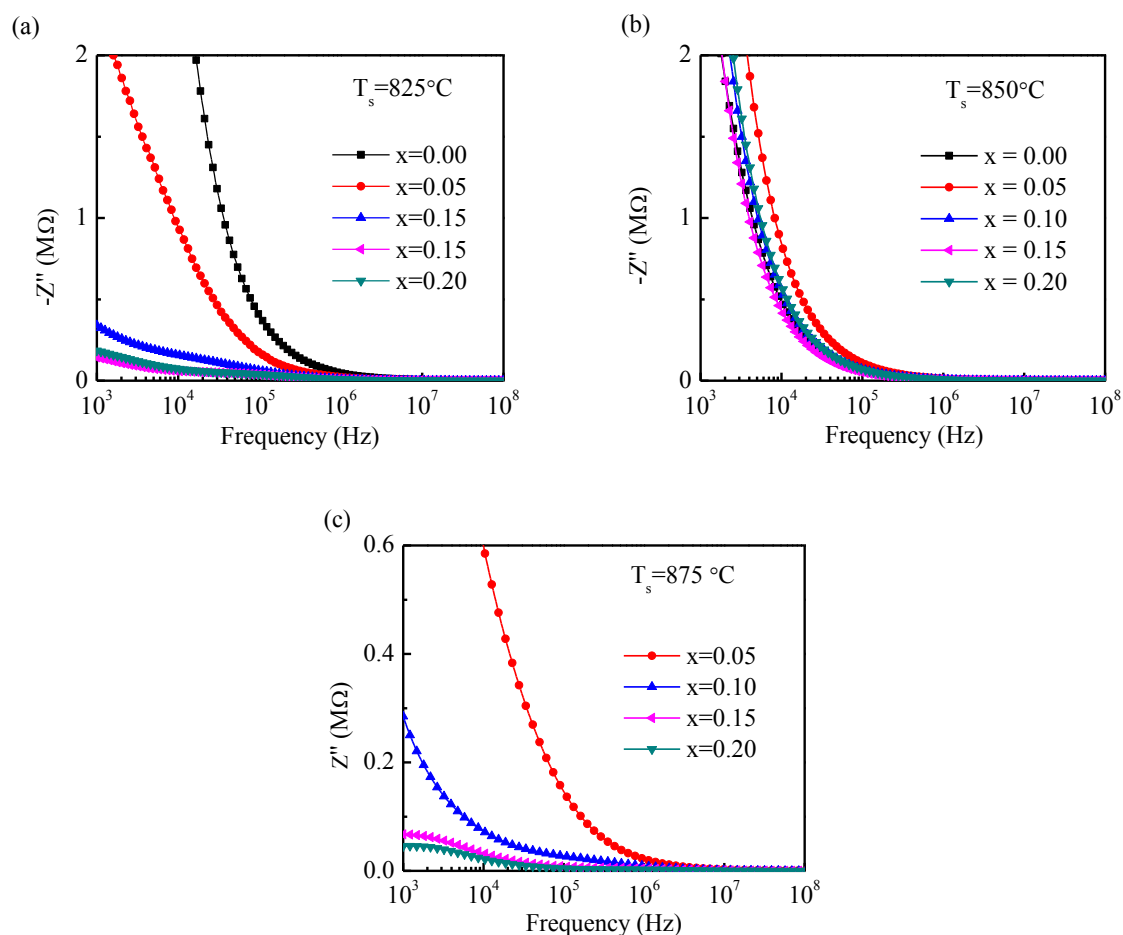 (a)
2
1
0
-Z'' (MΩ)
T_s=825°C
x=0.00
x=0.05
x=0.15
x=0.15
x=0.20
10^3 10^4 10^5 10^6 10^7 10^8
Frequency (Hz)
(b)
2
1
0
-Z'' (MΩ)
T_s=850°C
x = 0.00
x = 0.05
x = 0.10
x = 0.15
x = 0.20
10^3 10^4 10^5 10^6 10^7 10^8
Frequency (Hz)
(c)
0.6
0.4
0.2
0.0
Z'' (MΩ)
T_s=875 °C
x=0.05
x=0.10
x=0.15
x=0.20
10^3 10^4 10^5 10^6 10^7 10^8
Frequency (Hz)